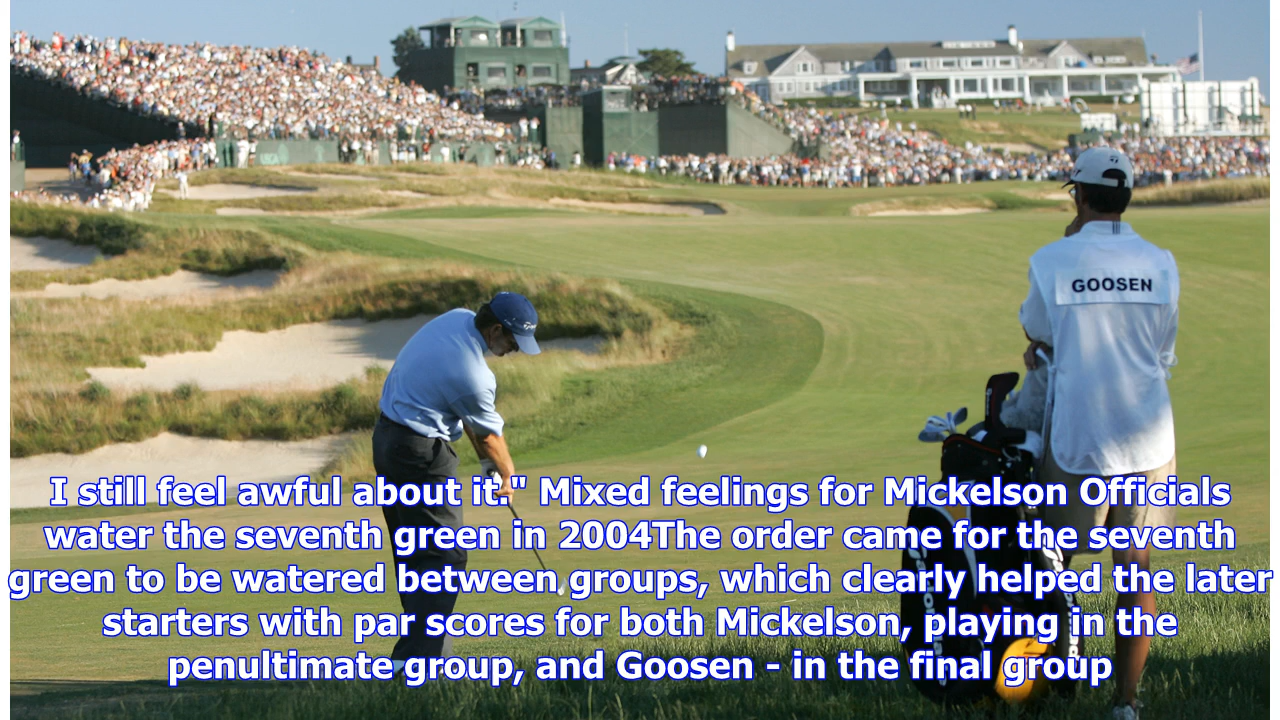 GOOSEN
I still feel awful about it." Mixed feelings for Mickelson Officials
water the seventh green in 2004The order came for the seventh
green to be watered between groups, which clearly helped the later
starters with par scores for both Mickelson, playing in the
penultimate group, and Goosen - in the final group